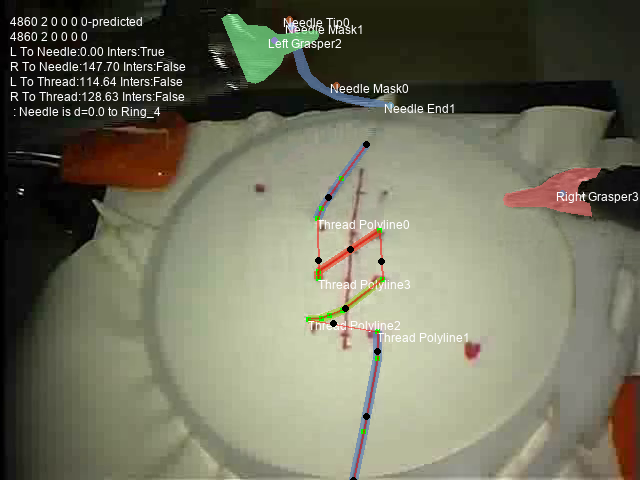 4860 2 0 0 0 0-predicted
4860 2 0 0 0 0
L To Needle:0.00 Inters:True
R To Needle:147.70 Inters:False
L To Thread:114.64 Inters:False
R To Thread:128.63 Inters:False
: Needle is d=0.0 to Ring_4
Needle Tip0
Needle Mask1
Left Grasper2
Needle Mask0
Needle End1
Right Grasper3
Thread Polyline0
Thread Polyline3
Thread Polyline2
Thread Polyline1